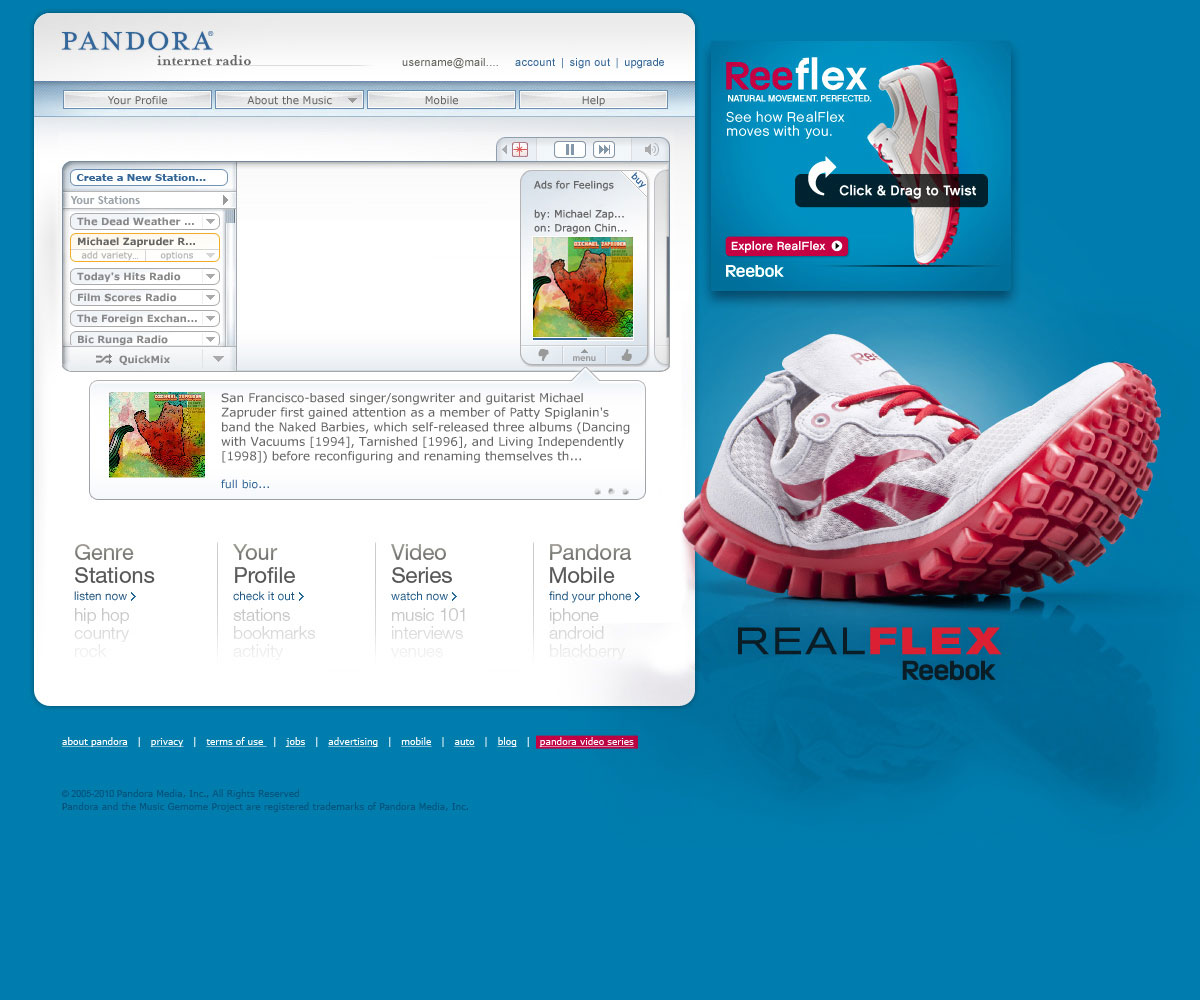 PANDORA®
internet radio
username@mail.... account | sign out | upgrade
Your Profile
About the Music
Mobile
Help
Create a New Station...
Your Stations
The Dead Weather ...
Michael Zapruder R...
add variety... options
Today's Hits Radio
Film Scores Radio
The Foreign Exchan...
Bic Runga Radio
QuickMix
Ads for Feelings
buy
by: Michael Zap...
on: Dragon Chin...
MICHAEL ZAPRUDER
menu
MICHAEL ZAPRUDER
San Francisco-based singer/songwriter and guitarist Michael
Zapruder first gained attention as a member of Patty Spiglanin's
band the Naked Barbies, which self-released three albums (Dancing
with Vacuums [1994], Tarnished [1996], and Living Independently
[1998]) before reconfiguring and renaming themselves th...
full bio...
Genre
Stations
listen now
hip hop
country
rock
Your
Profile
check it out
stations
bookmarks
activity
Video
Series
watch now
music 101
interviews
venues
Pandora
Mobile
find your phone
iphone
android
blackberry
about pandora | privacy | terms of use | jobs | advertising | mobile | auto | blog | pandora video series
© 2005-2010 Pandora Media, Inc., All Rights Reserved
Pandora and the Music Gemome Project are registered trademarks of Pandora Media, Inc.
Reeflex
NATURAL MOVEMENT. PERFECTED.
See how RealFlex
moves with you.
Click & Drag to Twist
Explore RealFlex
Reebok
REALFLEX
Reebok